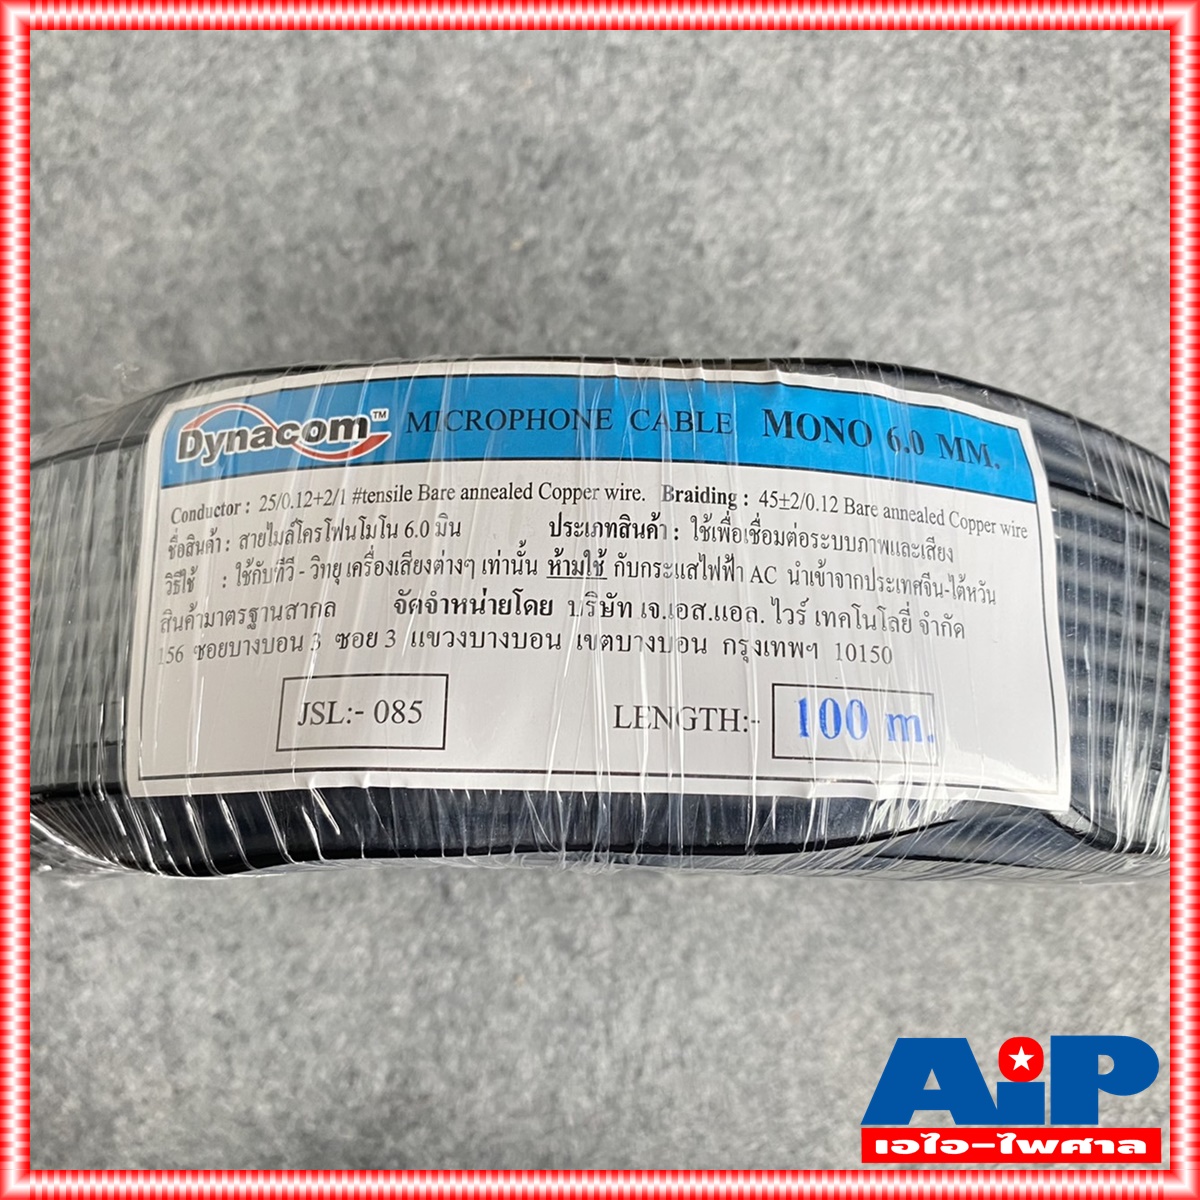 Dynacom™ MICROPHONE CABLE MONO 6.0 MM.
Conductor : 25/0.12+2/1 #tensile Bare annealed Copper wire. Braiding : 45±2/0.12 Bare annealed Copper wire
ชื่อสินค้า : สายไมล์โครโฟนโมโน 6.0 มิน ประเภทสินค้า : ใช้เพื่อเชื่อมต่อระบบภาพและเสียง
วิธีใช้ : ใช้กับทีวี - วิทยุ เครื่องเสียงต่างๆ เท่านั้น ห้ามใช้ กับกระแสไฟฟ้า AC นำเข้าจากประเทศจีน-ไต้หวัน
สินค้ามาตรฐานสากล จัดจำหน่ายโดย บริษัท เจ.เอส.แอล. ไวร์ เทคโนโลยี่ จำกัด
156 ซอยบางบอน 3 ซอย 3 แขวงบางบอน เขตบางบอน กรุงเทพฯ 10150
JSL:- 085 LENGTH:- 100 m.
AiP
เอไอ-ไพศาล